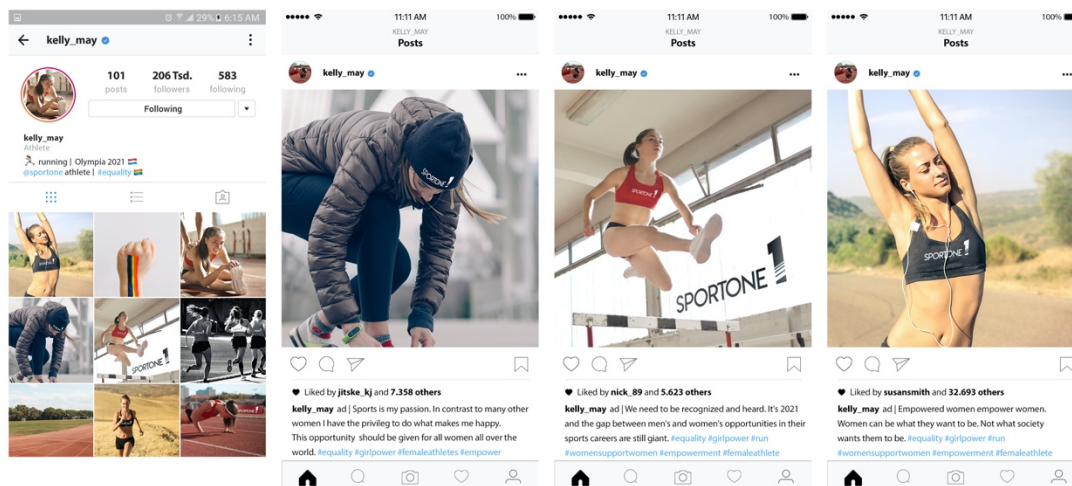 29% 6:15 AM
kelly_may
101
206 Tsd.
583
posts
followers
following
Following
kelly_may
Athlete
running | Olympia 2021
@sportone athlete | #equality
SPORTONE
SPORTONE
11:11 AM
100%
KELLY_MAY
Posts
kelly_may
SPORTONE 1
Liked by jitske_kj and 7.358 others
kelly_may ad | Sports is my passion. In contrast to many other
women I have the privileg to do what makes me happy.
This opportunity should be given for all women all over the
world. #equality #girlpower #femaleathletes #empower
11:11 AM
100%
KELLY_MAY
Posts
kelly_may
SPORTONE 1
SPORTONE 1
Liked by nick_89 and 5.623 others
kelly_may ad | We need to be recognized and heard. It's 2021
and the gap between men's and women's opportunities in their
sports careers are still giant. #equality #girlpower #run
#womensupportwomen #empowerment #femaleathlete
11:11 AM
100%
KELLY_MAY
Posts
kelly_may
SPORTONE 1
Liked by susansmith and 32.693 others
kelly_may ad | Empowered women empower women.
Women can be what they want to be. Not what society
wants them to be. #equality #girlpower #run
#womensupportwomen #empowerment #femaleathlete